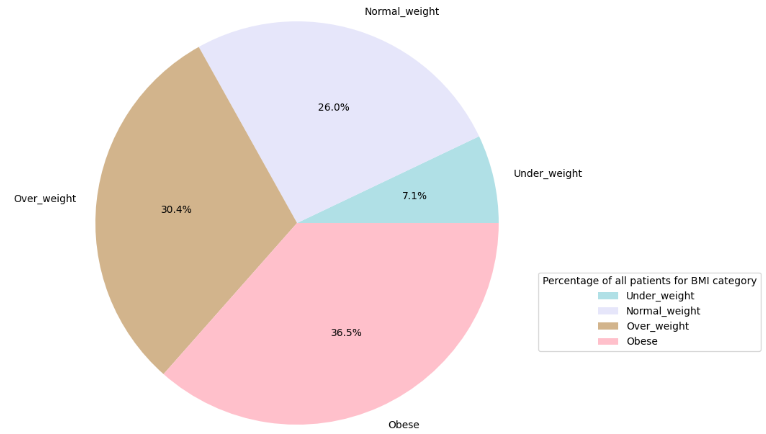 Normal_weight
26.0%
Under_weight
7.1%
Over_weight
30.4%
36.5%
Obese
Percentage of all patients for BMI category
Under_weight
Normal_weight
Over_weight
Obese